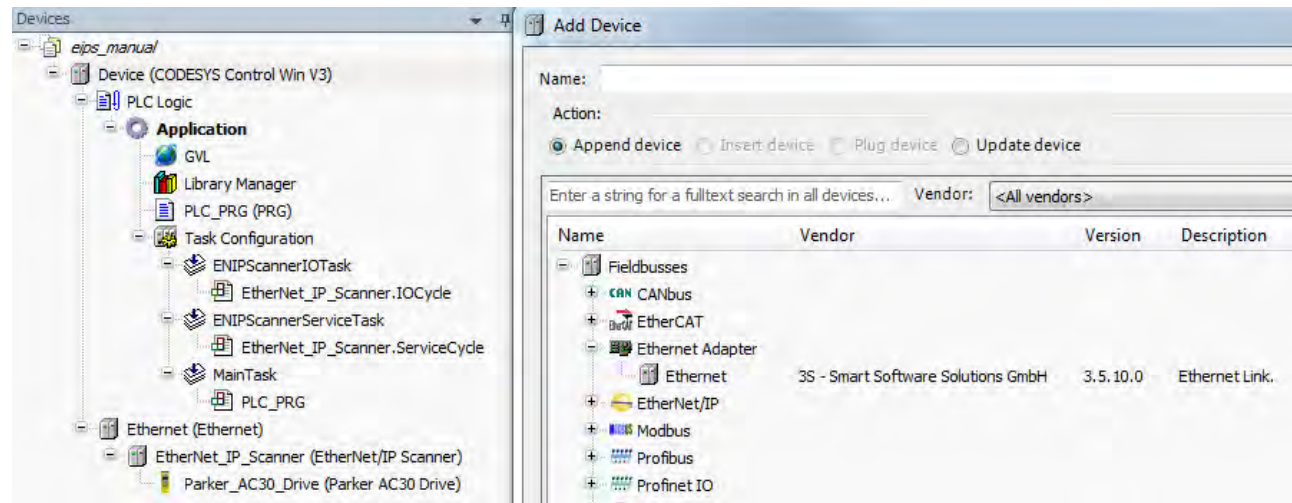 Devices
eips_manual
Device (CODESYS Control Win V3)
PLC Logic
Application
GVL
Library Manager
PLC_PRG (PRG)
Task Configuration
ENIPScannerIOTask
EtherNet_IP_Scanner.IOCycle
ENIPScannerServiceTask
EtherNet_IP_Scanner.ServiceCycle
MainTask
PLC_PRG
Ethernet (Ethernet)
EtherNet_IP_Scanner (EtherNet/IP Scanner)
Parker_AC30_Drive (Parker AC30 Drive)
Add Device
Name:
Action:
Append device Insert device Plug device Update device
Enter a string for a fulltext search in all devices... Vendor: <All vendors>
Name Vendor Version Description
Fieldbusses
CAN CANbus
EtherCAT
Ethernet Adapter
Ethernet 3S - Smart Software Solutions GmbH 3.5.10.0 Ethernet Link.
EtherNet/IP
Modbus
Profibus
Profinet IO